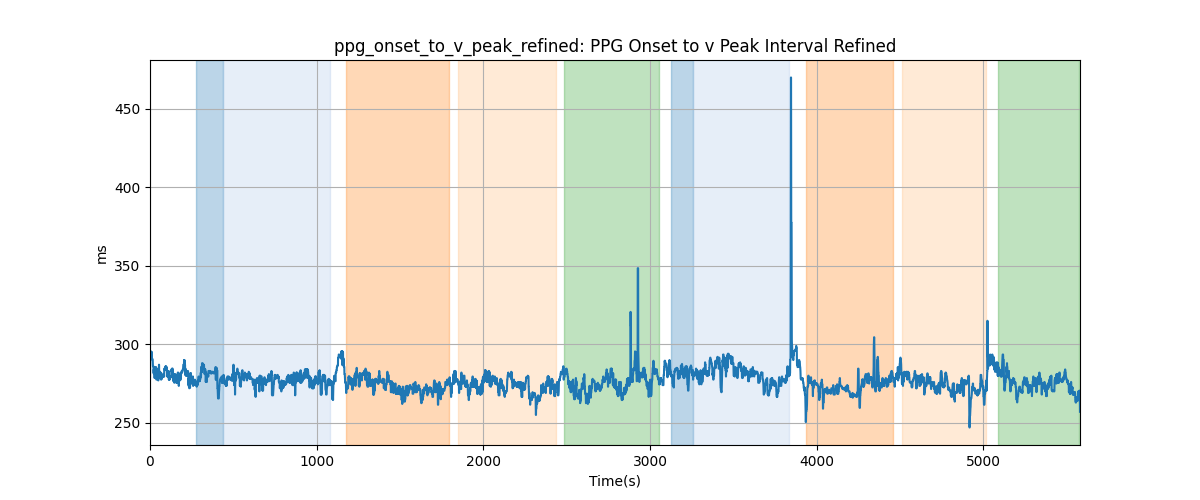 ppg_onset_to_v_peak_refined: PPG Onset to v Peak Interval Refined
450
400
350
300
250
ms
0 1000 2000 3000 4000 5000
Time(s)